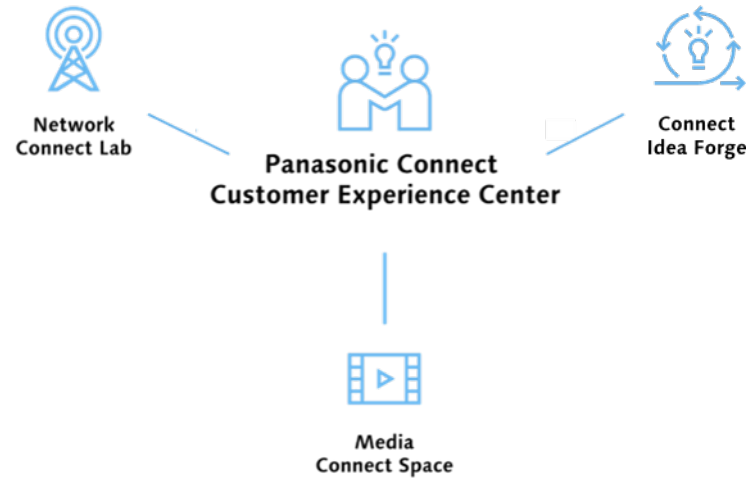 Network
Connect Lab
Panasonic Connect
Customer Experience Center
Connect
Idea Forge
Media
Connect Space